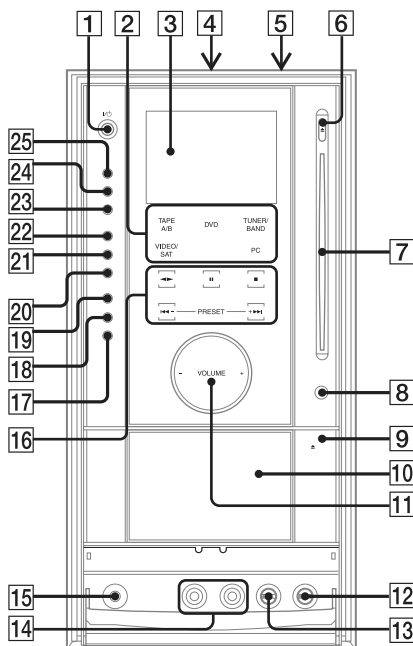 1 2 3 4 5 6
I/⏻
25
24
23
22
21
20
19
18
17
16
TAPE A/B DVD TUNER/ BAND
VIDEO/ SAT PC
◄► II ■
I◄◄ – PRESET + ►►I
– VOLUME +
7
8
9
10
11
12
13
14
15